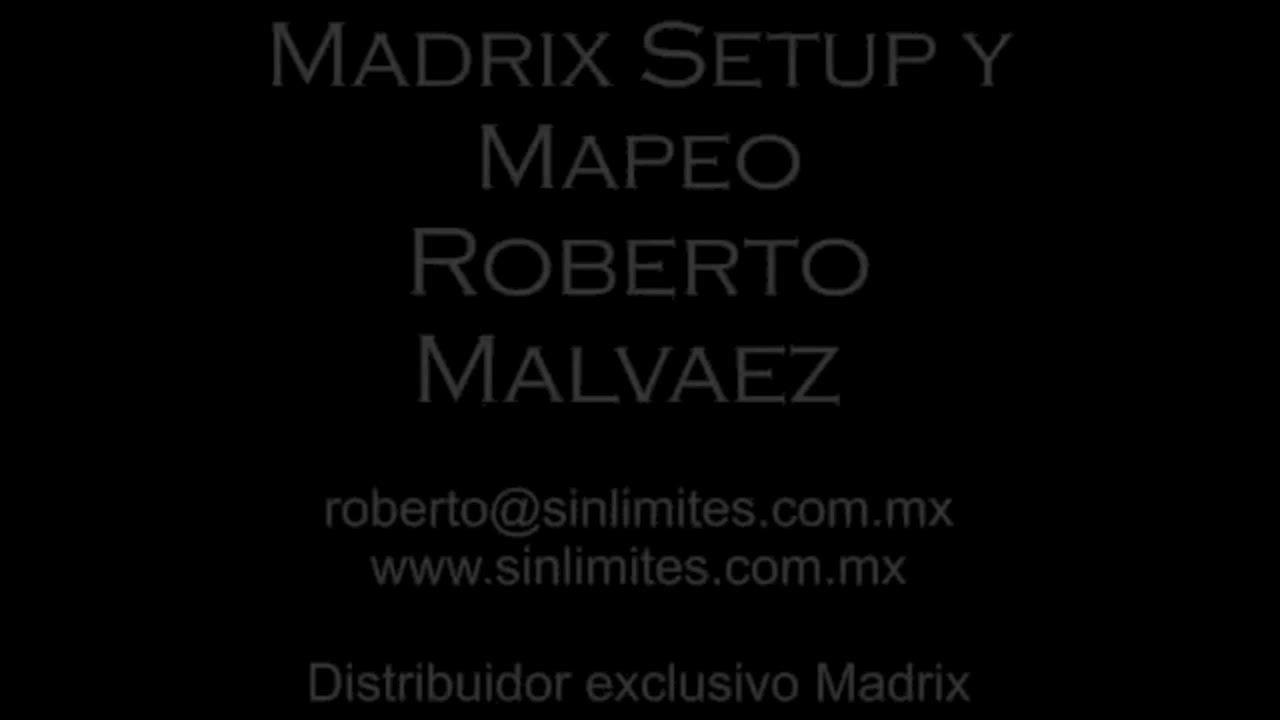 Madrix Setup y
Mapeo
Roberto
Malvaez
roberto@sinlimites.com.mx
www.sinlimites.com.mx
Distribuidor exclusivo Madrix